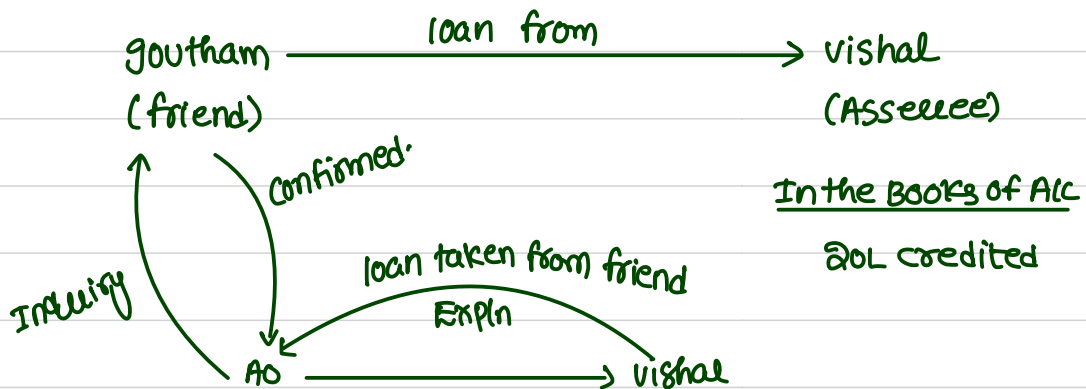 loan from
goutham
vishal
(friend)
(Assessee)
confirmed.
In the Books of A/C
20L credited
loan taken from friend
Expln
Inquiry
AO
vishal